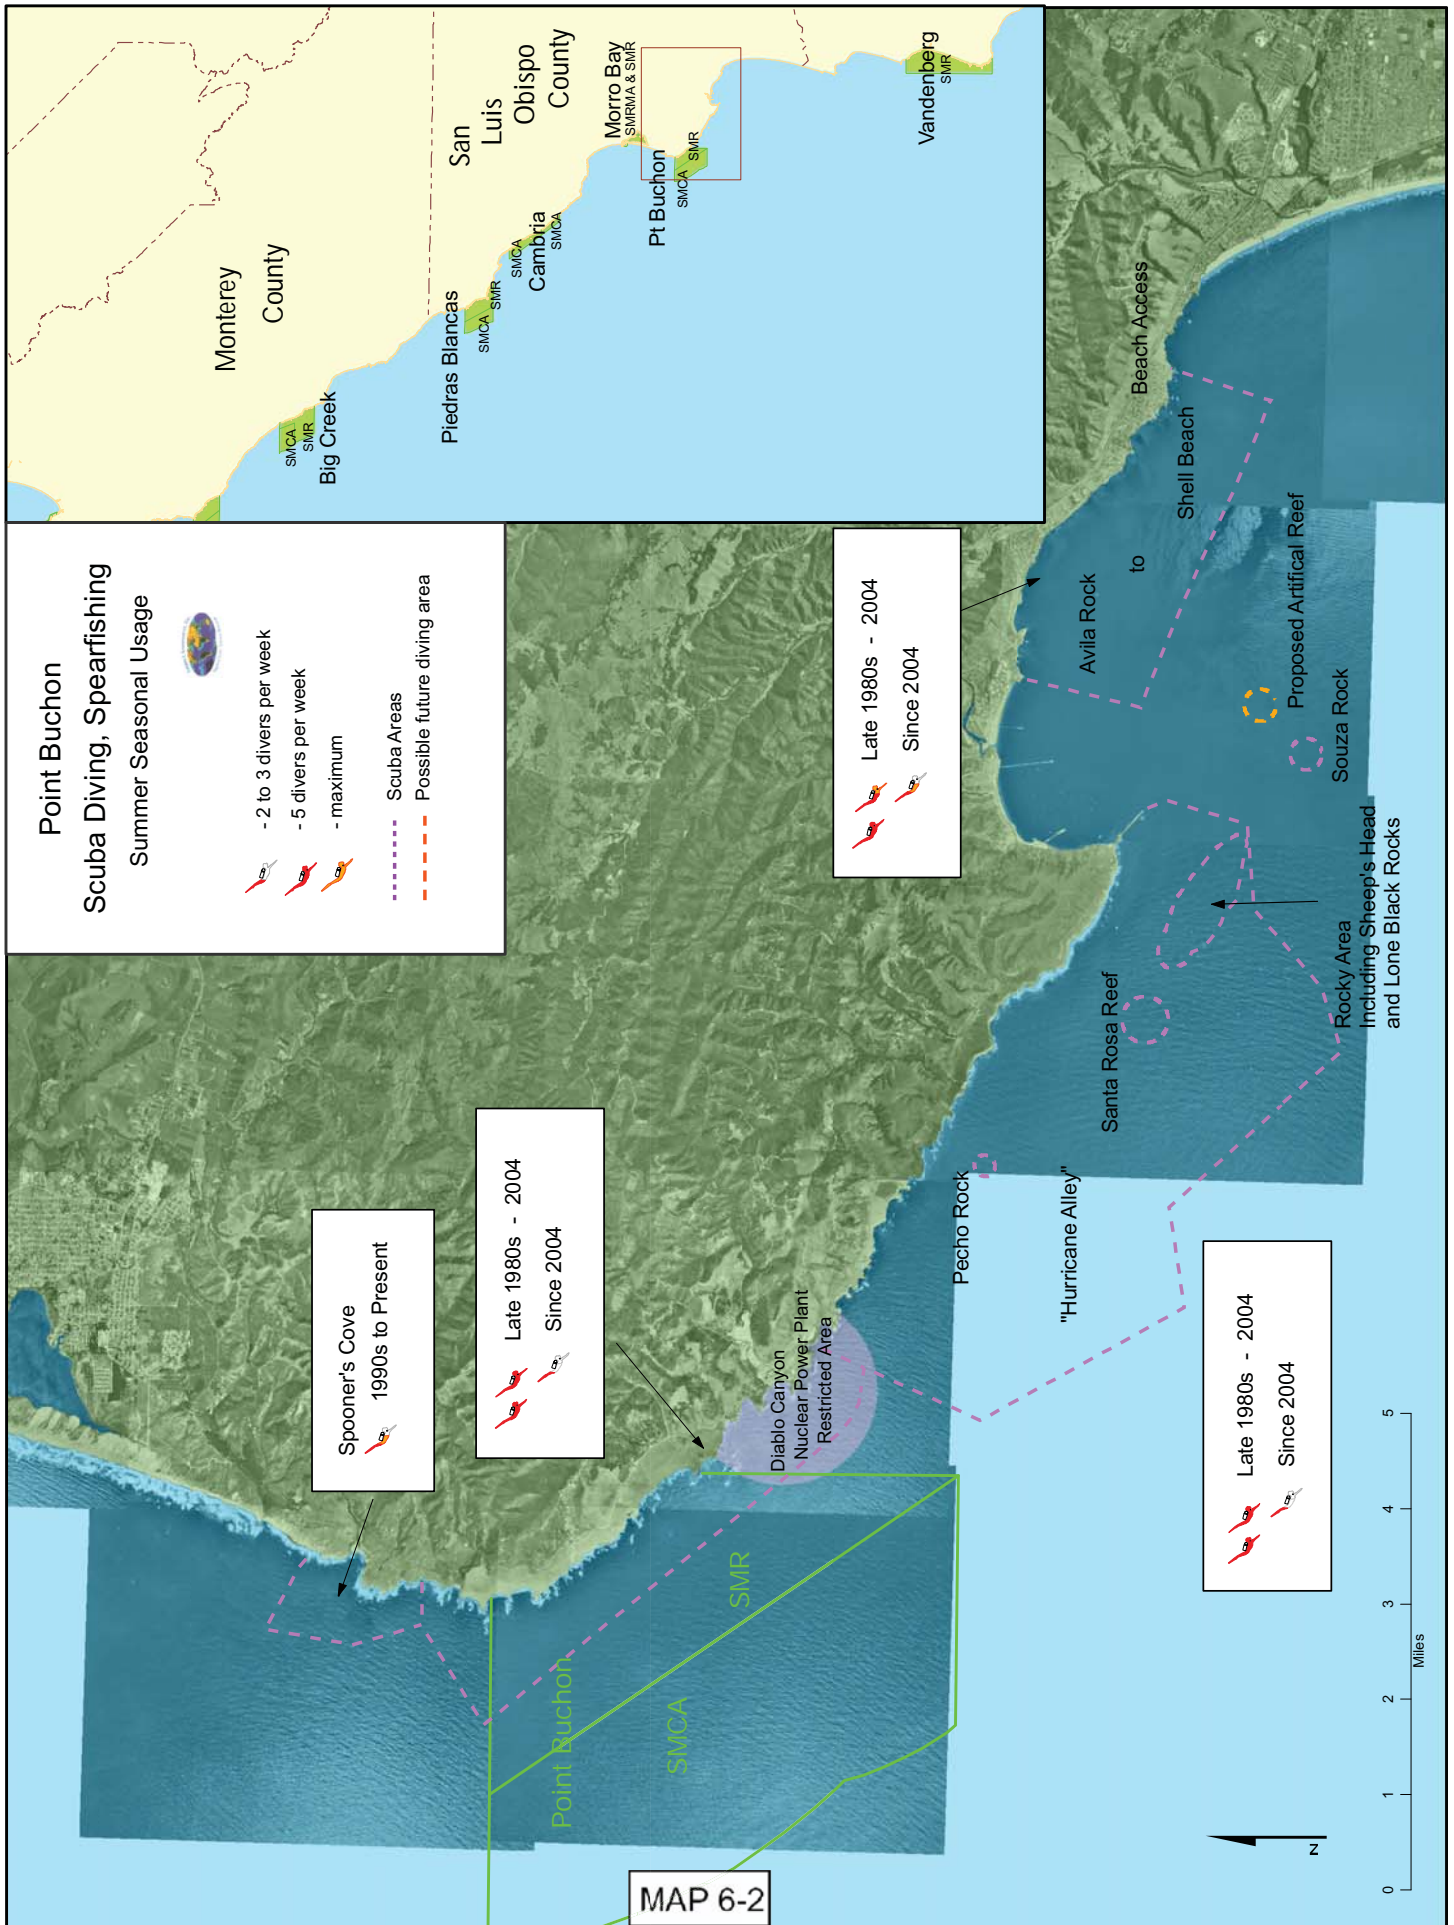 Point Buchon
Scuba Diving, Spearfishing
Summer Seasonal Usage
- 2 to 3 divers per week
- 5 divers per week
- maximum
Scuba Areas
Possible future diving area
Monterey
County
San
Luis
Obispo
County
SMCA
SMR
Big Creek
Piedras Blancas
SMCA
SMR
SMCA
Cambria
SMCA
Morro Bay
SMRMA & SMR
Pt Buchon
SMCA
SMR
Vandenberg
SMR
Spooner's Cove
1990s to Present
Late 1980s - 2004
Since 2004
Late 1980s - 2004
Since 2004
Late 1980s - 2004
Since 2004
Diablo Canyon
Nuclear Power Plant
Restricted Area
Point Buchon
SMCA
SMR
Pecho Rock
"Hurricane Alley"
Santa Rosa Reef
Rocky Area
Including Sheep's Head
and Lone Black Rocks
Souza Rock
Proposed Artifical Reef
Avila Rock
to
Shell Beach
Beach Access
0 1 2 3 4 5
Miles
N
MAP 6-2